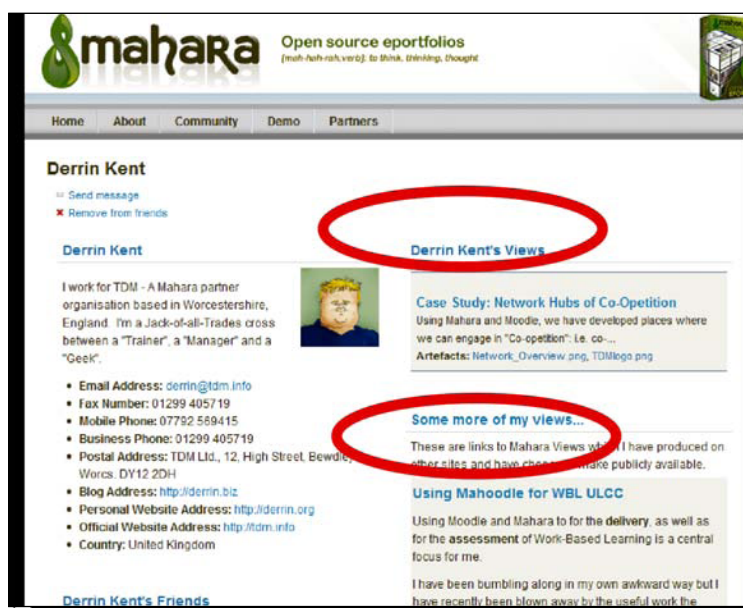 mahara
Open source eportfolios
[mah-hah-rah, verb]: to think, thinking, thought
Home About Community Demo Partners
Derrin Kent
Send message
Remove from friends
Derrin Kent
I work for TDM - A
Mahara partner
organisation based
in Worcestershire,
England. I'm a Jack-of-all-Trades cross
between a "Trainer", a "Manager" and a
"Geek".
Email Address: derrin@tdm.info
Fax Number: 01299 405719
Mobile Phone: 07792 569415
Business Phone: 01299 405719
Postal Address: TDM Ltd., 12, High Street, Bewdley,
Worcs. DY12 2DH
Blog Address: http://derrin.biz
Personal Website Address: http://derrin.org
Official Website Address: http://tdm.info
Country: United Kingdom
Derrin Kent's Friends
Derrin Kent's Views
Case Study: Network Hubs of Co-Opetition
Using Mahara and Moodle, we have developed places where
we can engage in "Co-opetition": i.e. co-...
Artefacts: Network_Overview.png, TDMlogo.png
Some more of my views...
These are links to Mahara Views which I have produced on
other sites and have chosen to make publicly available.
Using Mahoodle for WBL ULCC
Using Moodle and Mahara to for the delivery, as well as
for the assessment of Work-Based Learning is a central
focus for me.
I have been bumbling along in my own awkward way but I
have recently been blown away by the useful work the